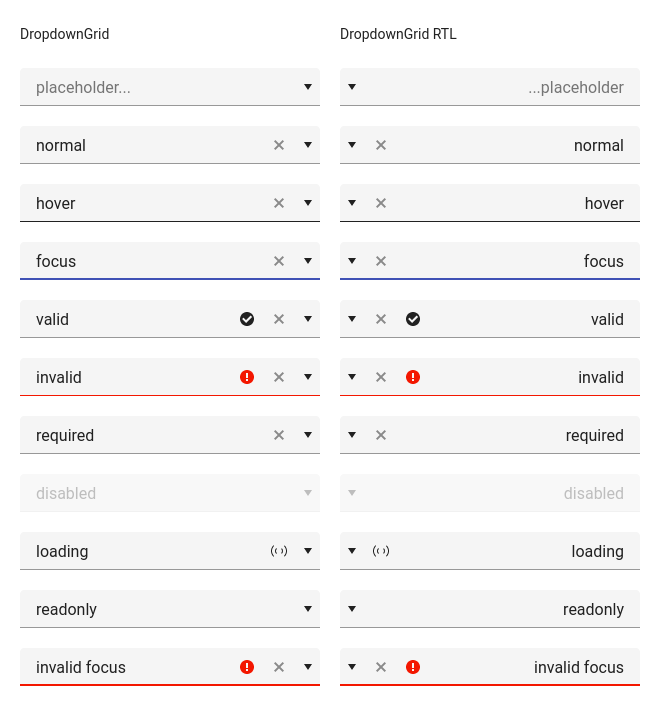 DropdownGrid DropdownGrid RTL
placeholder... ...placeholder
normal normal
hover hover
focus focus
valid valid
invalid invalid
required required
disabled disabled
loading loading
readonly readonly
invalid focus invalid focus